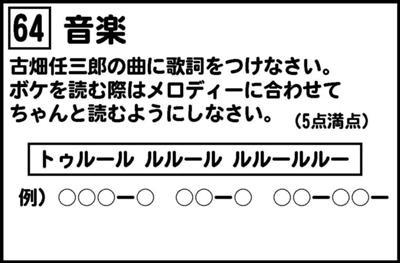 64 音楽
古畑任三郎の曲に歌詞をつけなさい。
ボケを読む際はメロディーに合わせて
ちゃんと読むようにしなさい。(5点満点)
トゥルール ルルール ルルールルー
例)○○○ー○ ○○ー○ ○○ー○○ー